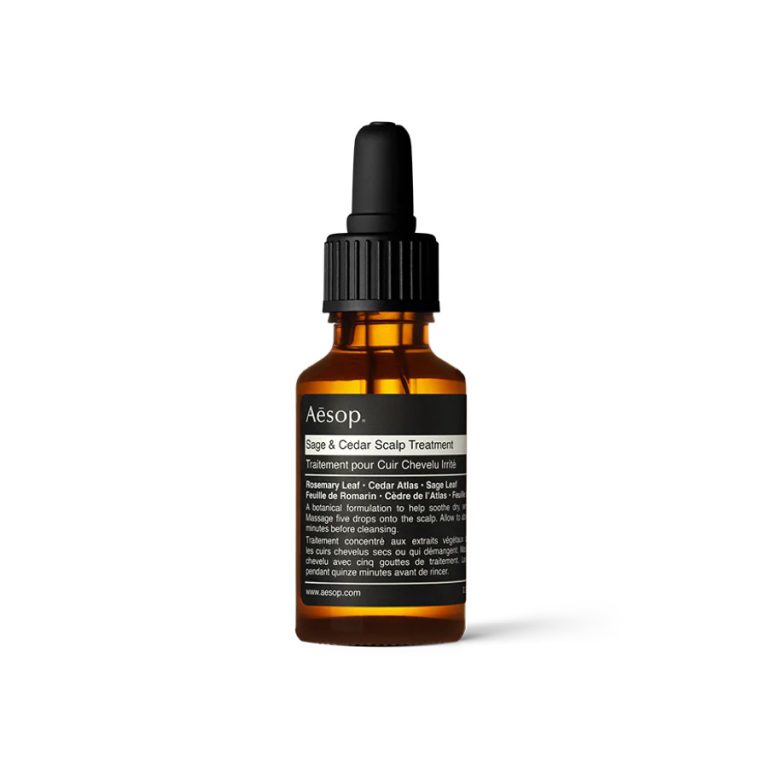 Aēsop®
Sage & Cedar Scalp Treatment
Traitement pour Cuir Chevelu Irrité
Rosemary Leaf • Cedar Atlas • Sage Leaf
Feuille de Romarin • Cèdre de l'Atlas •
A botanical formulation to help soothe dry,
Massage five drops onto the scalp. Allow to
minutes before cleansing.
Traitement concentré aux extraits végétaux
les cuirs chevelus secs ou qui démangent.
chevelu avec cinq gouttes de traitement.
pendant quinze minutes avant de rincer.
www.aesop.com